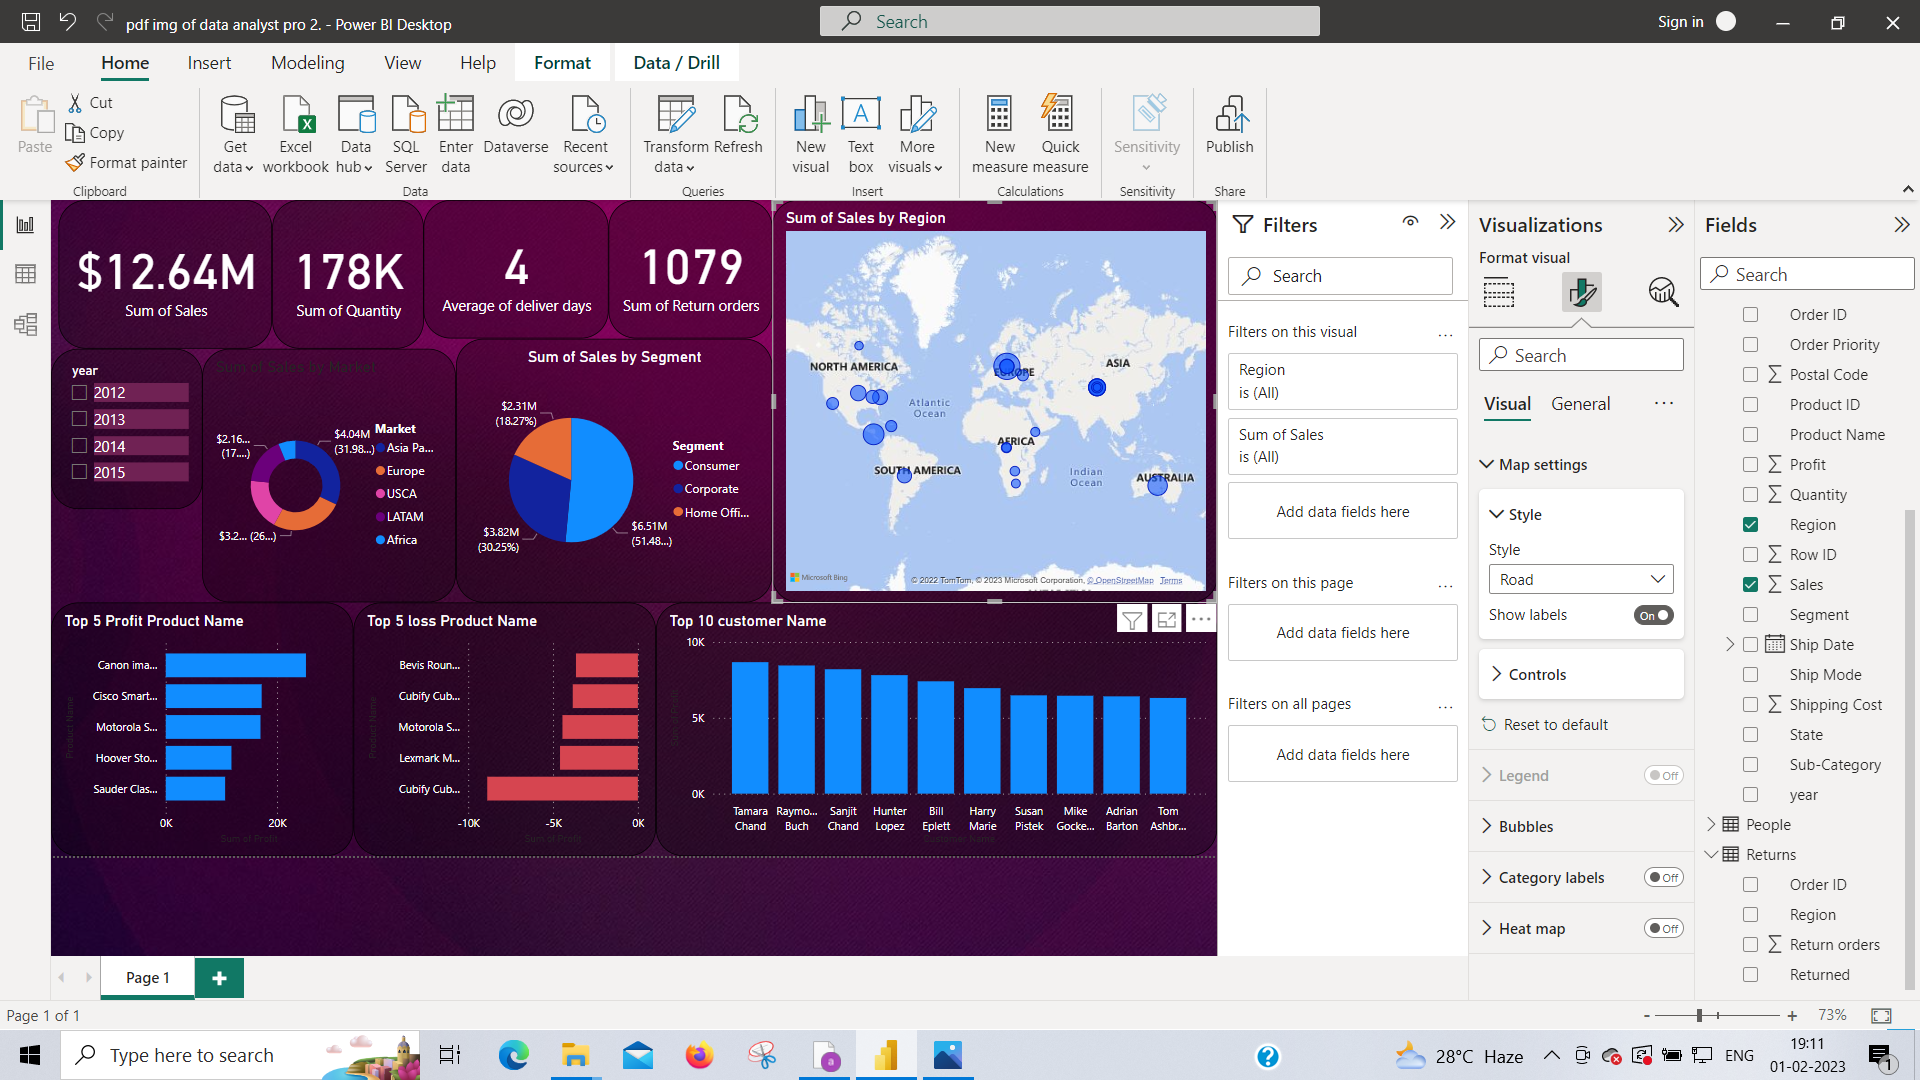 pdf img of data analyst pro 2. - Power BI Desktop
Search
Sign in
File
Home
Insert
Modeling
View
Help
Format
Data / Drill
Paste
Cut
Copy
Format painter
Clipboard
Get data
Excel workbook
Data hub
SQL Server
Enter data
Dataverse
Recent sources
Data
Transform data
Refresh
Queries
New visual
Text box
More visuals
Insert
New measure
Quick measure
Calculations
Sensitivity
Sensitivity
Publish
Share
$12.64M
Sum of Sales
178K
Sum of Quantity
4
Average of deliver days
1079
Sum of Return orders
year
2012
2013
2014
2015
Sum of Sales by Market
$2.16...
(17....)
$4.04M
(31.98...)
$3.2... (26...)
Market
Asia Pa...
Europe
USCA
LATAM
Africa
Sum of Sales by Segment
$2.31M
(18.27%)
$3.82M
(30.25%)
$6.51M
(51.48...)
Segment
Consumer
Corporate
Home Offi...
Sum of Sales by Region
NORTH AMERICA
EUROPE
ASIA
Atlantic
Ocean
AFRICA
SOUTH AMERICA
Indian
Ocean
AUSTRALIA
Microsoft Bing
© 2022 TomTom, © 2023 Microsoft Corporation, © OpenStreetMap Terms
Top 5 Profit Product Name
Product Name
Canon ima...
Cisco Smart...
Motorola S...
Hoover Sto...
Sauder Clas...
0K
20K
Sum of Profit
Top 5 loss Product Name
Product Name
Bevis Roun...
Cubify Cub...
Motorola S...
Lexmark M...
Cubify Cub...
-10K
-5K
0K
Sum of Profit
Top 10 customer Name
10K
5K
0K
Tamara Chand
Raymo... Buch
Sanjit Chand
Hunter Lopez
Bill Eplett
Harry Marie
Susan Pistek
Mike Gocke...
Adrian Barton
Tom Ashbr...
Customer Name
Filters
Search
Filters on this visual
...
Region
is (All)
Sum of Sales
is (All)
Add data fields here
Filters on this page
...
Add data fields here
Filters on all pages
...
Add data fields here
Visualizations
Format visual
Search
Visual
General
...
Map settings
Style
Style
Road
Show labels
On
Controls
Reset to default
Legend
Off
Bubbles
Category labels
Off
Heat map
Off
Fields
Search
Order ID
Order Priority
Postal Code
Product ID
Product Name
Profit
Quantity
Region
Row ID
Sales
Segment
Ship Date
Ship Mode
Shipping Cost
State
Sub-Category
year
People
Returns
Order ID
Region
Return orders
Returned
Page 1
Page 1 of 1
- + 73%
Type here to search
28°C Haze
ENG
19:11
01-02-2023
1